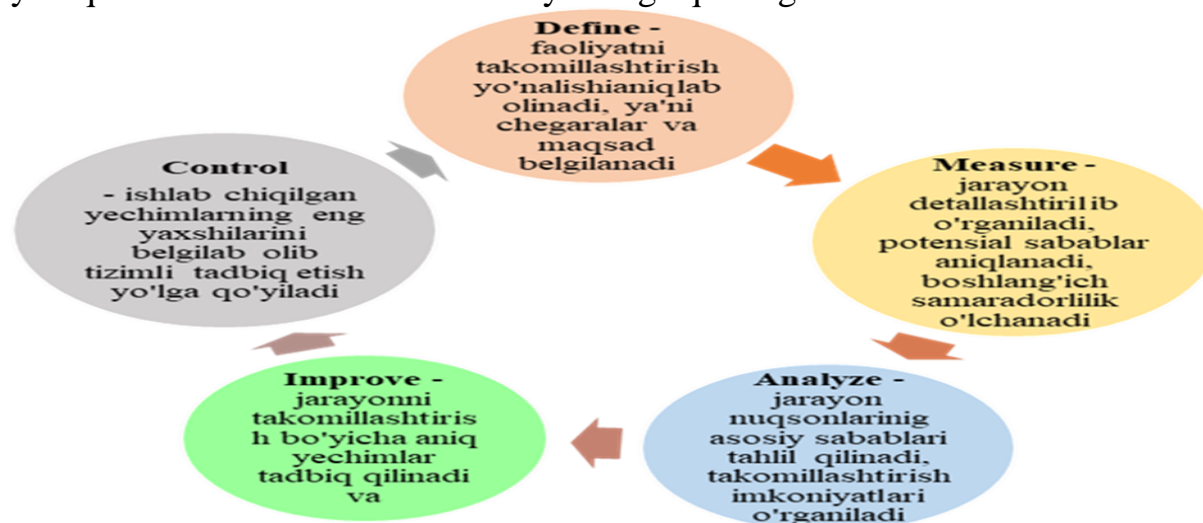 Define -
faoliyatni
takomillashtirish
yo'nalishianiqlab
olinadi, ya'ni
chegaralar va
maqsad
belgilanadi
Measure -
jarayon
detallashtirilib
o'rganiladi,
potensial sabablar
aniqlanadi,
boshlang'ich
samaradorlilik
o'lchanadi
Analyze -
jarayon
nuqsonlarinig
asosiy sabablari
tahlil qilinadi,
takomillashtirish
imkoniyatlari
o'rganiladi
Improve -
jarayonni
takomillashtiris
h bo'yicha aniq
yechimlar
tadbiq qilinadi
va
Control
- ishlab chiqilgan
yechimlarning eng
yaxshilarini
belgilab olib
tizimli tadbiq etish
yo'lga qo'yiladi